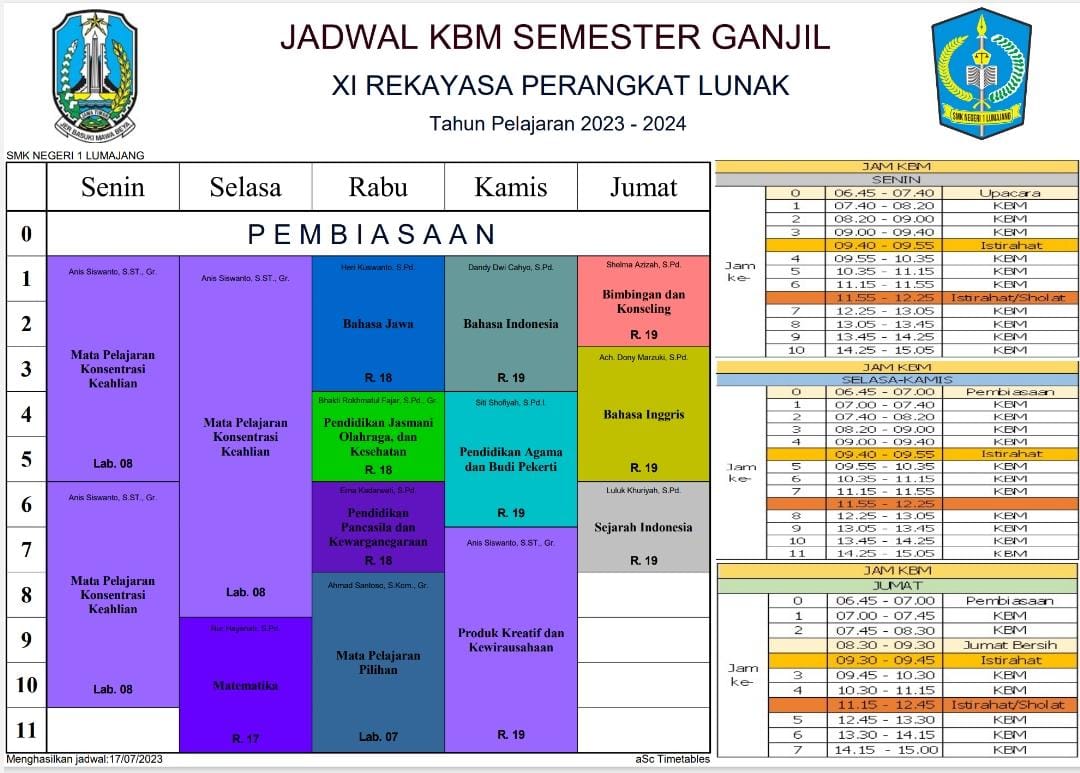 JADWAL KBM SEMESTER GANJIL
XI REKAYASA PERANGKAT LUNAK
Tahun Pelajaran 2023 - 2024
JAWA TIMUR
JER BASUKI MAWA BEYA
SMK NEGERI 1 LUMAJANG
SMK NEGERI 1 LUMAJANG
Senin Selasa Rabu Kamis Jumat
0 PEMBIASAAN
1
2
3
4
5
6
7
8
9
10
11
Anis Siswanto, S.ST., Gr.
Mata Pelajaran
Konsentrasi
Keahlian
Lab. 08
Anis Siswanto, S.ST., Gr.
Mata Pelajaran
Konsentrasi
Keahlian
Lab. 08
Anis Siswanto, S.ST., Gr.
Mata Pelajaran
Konsentrasi
Keahlian
Lab. 08
Nur Hayanah, S.Pd.
Matematika
R. 17
Heri Kuswanto, S.Pd.
Bahasa Jawa
R. 18
Bhakti Rokhmatul Fajar, S.Pd., Gr.
Pendidikan Jasmani
Olahraga, dan
Kesehatan
R. 18
Erna Kadarwati, S.Pd.
Pendidikan
Pancasila dan
Kewarganegaraan
R. 18
Ahmad Santoso, S.Kom., Gr.
Mata Pelajaran
Pilihan
Lab. 07
Dandy Dwi Cahyo, S.Pd.
Bahasa Indonesia
R. 19
Siti Shofiyah, S.Pd.I.
Pendidikan Agama
dan Budi Pekerti
R. 19
Anis Siswanto, S.ST., Gr.
Produk Kreatif dan
Kewirausahaan
R. 19
Shelma Azizah, S.Pd.
Bimbingan dan
Konseling
R. 19
Ach. Dony Marzuki, S.Pd.
Bahasa Inggris
R. 19
Luluk Khuriyah, S.Pd.
Sejarah Indonesia
R. 19
Menghasilkan jadwal:17/07/2023
aSc Timetables
JAM KBM
SENIN
Jam
ke-
0 06.45 - 07.40 Upacara
1 07.40 - 08.20 KBM
2 08.20 - 09.00 KBM
3 09.00 - 09.40 KBM
09.40 - 09.55 Istirahat
4 09.55 - 10.35 KBM
5 10.35 - 11.15 KBM
6 11.15 - 11.55 KBM
11.55 - 12.25 Istirahat/Sholat
7 12.25 - 13.05 KBM
8 13.05 - 13.45 KBM
9 13.45 - 14.25 KBM
10 14.25 - 15.05 KBM
JAM KBM
SELASA-KAMIS
Jam
ke-
0 06.45 - 07.00 Pembiasaan
1 07.00 - 07.40 KBM
2 07.40 - 08.20 KBM
3 08.20 - 09.00 KBM
4 09.00 - 09.40 KBM
09.40 - 09.55 Istirahat
5 09.55 - 10.35 KBM
6 10.35 - 11.15 KBM
7 11.15 - 11.55 KBM
11.55 - 12.25
8 12.25 - 13.05 KBM
9 13.05 - 13.45 KBM
10 13.45 - 14.25 KBM
11 14.25 - 15.05 KBM
JAM KBM
JUMAT
Jam
ke-
0 06.45 - 07.00 Pembiasaan
1 07.00 - 07.45 KBM
2 07.45 - 08.30 KBM
08.30 - 09.30 Jumat Bersih
09.30 - 09.45 Istirahat
3 09.45 - 10.30 KBM
4 10.30 - 11.15 KBM
11.15 - 12.45 Istirahat/Sholat
5 12.45 - 13.30 KBM
6 13.30 - 14.15 KBM
7 14.15 - 15.00 KBM